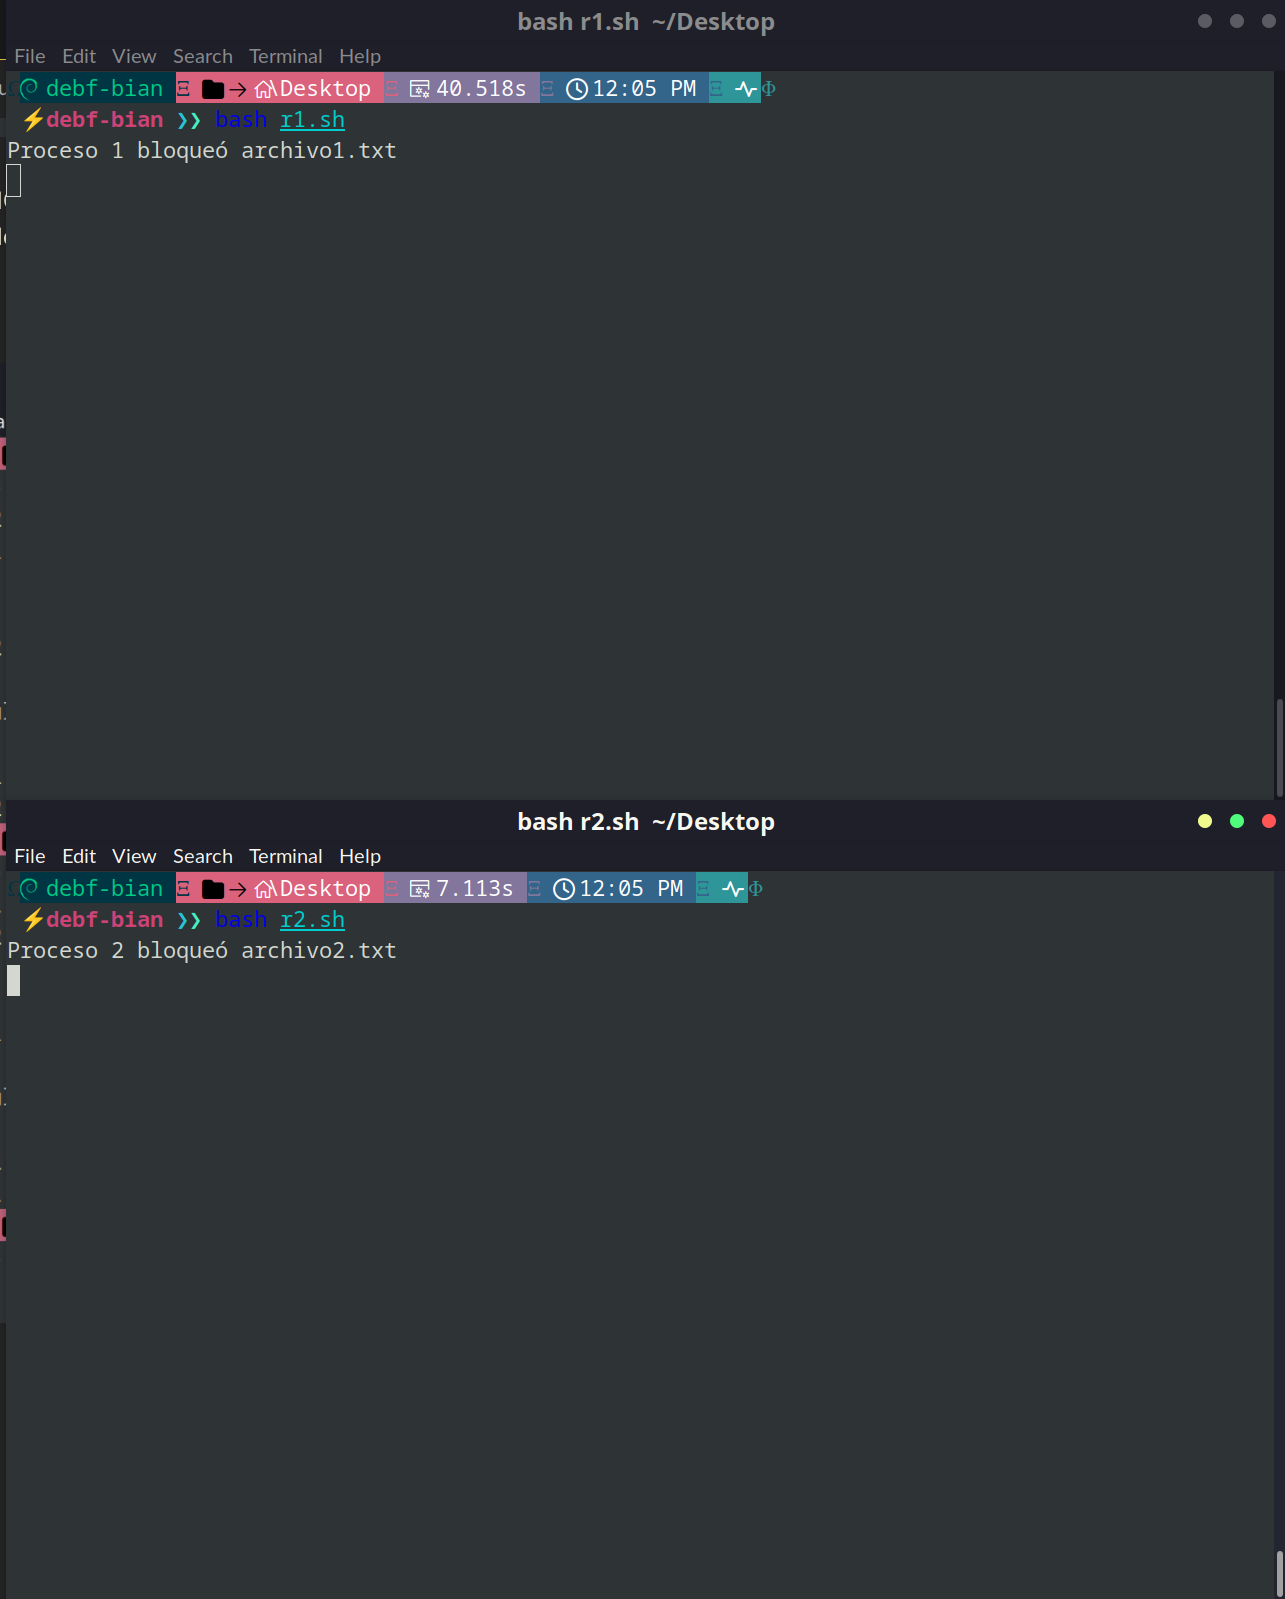 bash r1.sh ~/Desktop
File Edit View Search Terminal Help
debf-bian Ξ → \Desktop Ξ 40.518s Ξ 12:05 PM Ξ Φ
⚡debf-bian ❯❯ bash r1.sh
Proceso 1 bloqueó archivo1.txt
bash r2.sh ~/Desktop
File Edit View Search Terminal Help
debf-bian Ξ → \Desktop Ξ 7.113s Ξ 12:05 PM Ξ Φ
⚡debf-bian ❯❯ bash r2.sh
Proceso 2 bloqueó archivo2.txt